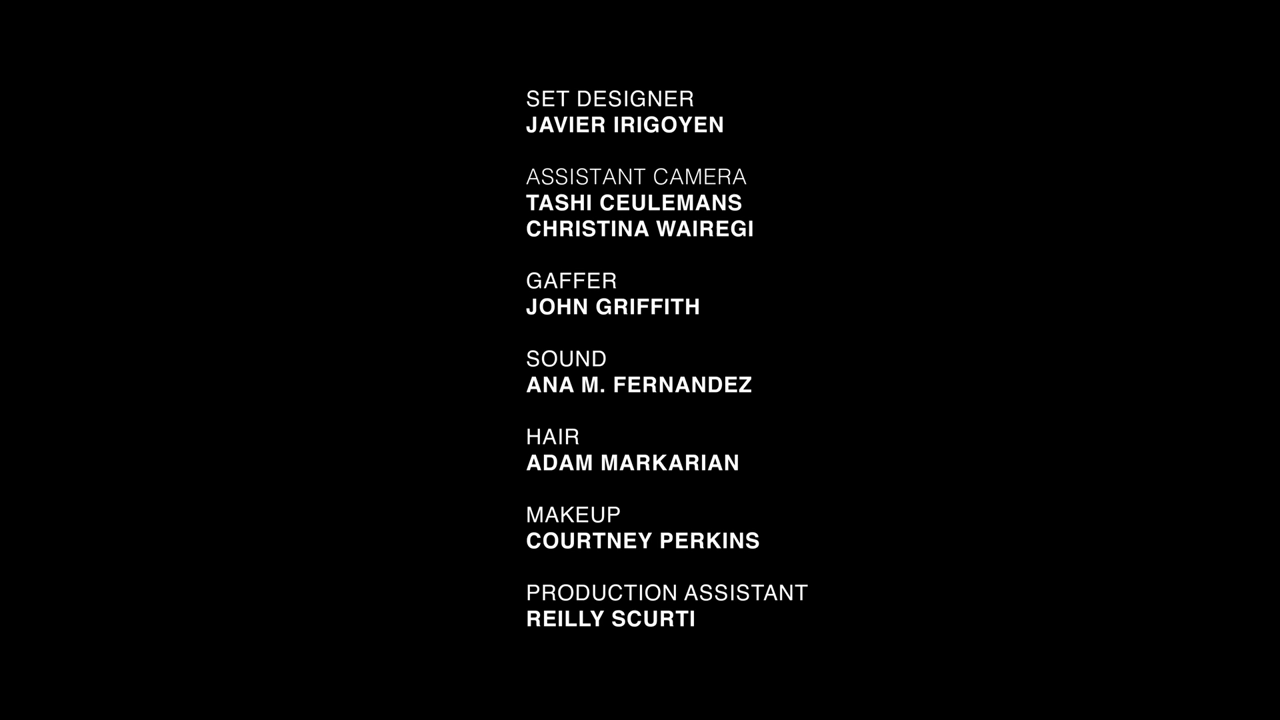 SET DESIGNER
JAVIER IRIGOYEN
ASSISTANT CAMERA
TASHI CEULEMANS
CHRISTINA WAIREGI
GAFFER
JOHN GRIFFITH
SOUND
ANA M. FERNANDEZ
HAIR
ADAM MARKARIAN
MAKEUP
COURTNEY PERKINS
PRODUCTION ASSISTANT
REILLY SCURTI